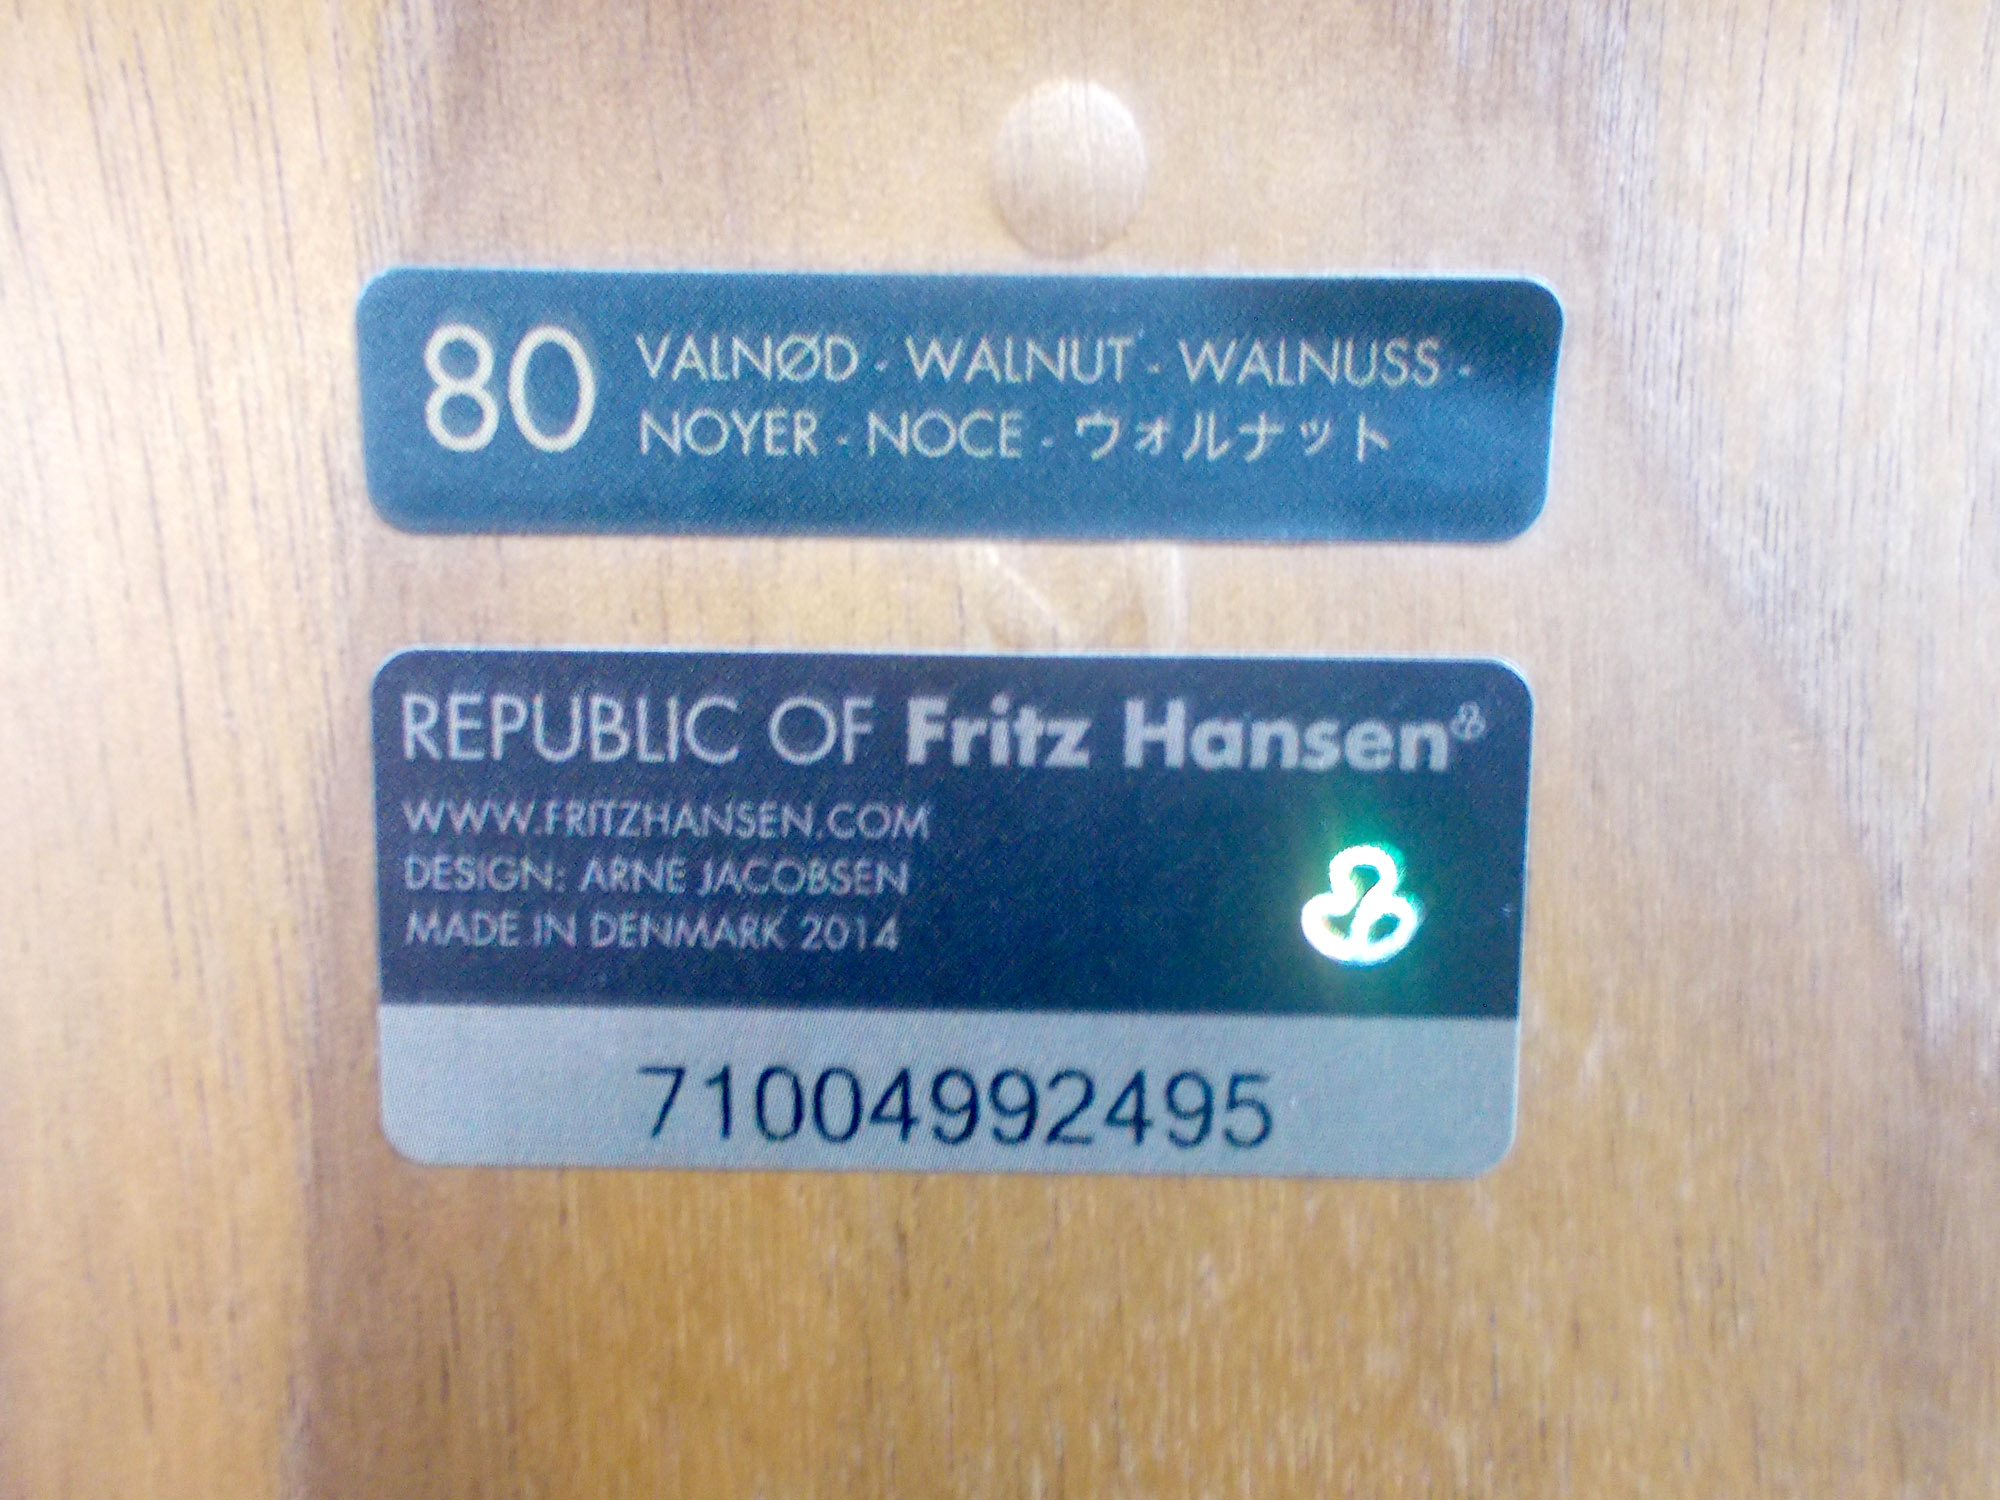 80 VALNØD - WALNUT - WALNUSS -
NOYER - NOCE - ウォルナット
REPUBLIC OF Fritz Hansen
WWW.FRITZHANSEN.COM
DESIGN: ARNE JACOBSEN
MADE IN DENMARK 2014
71004992495